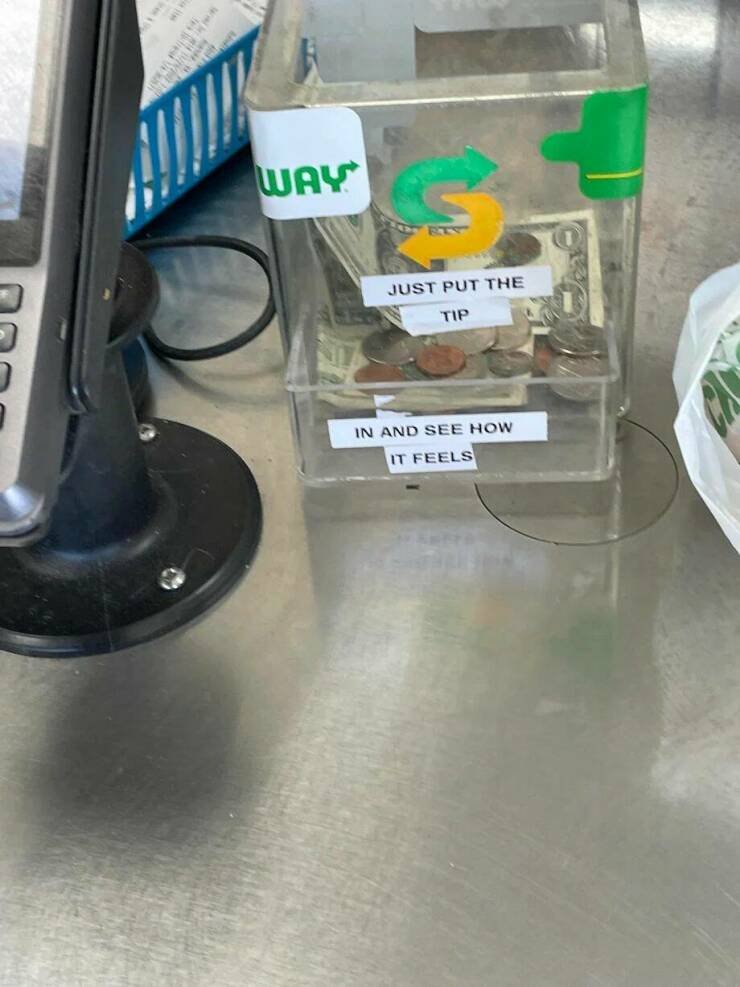 WAY
JUST PUT THE
TIP
IN AND SEE HOW
IT FEELS